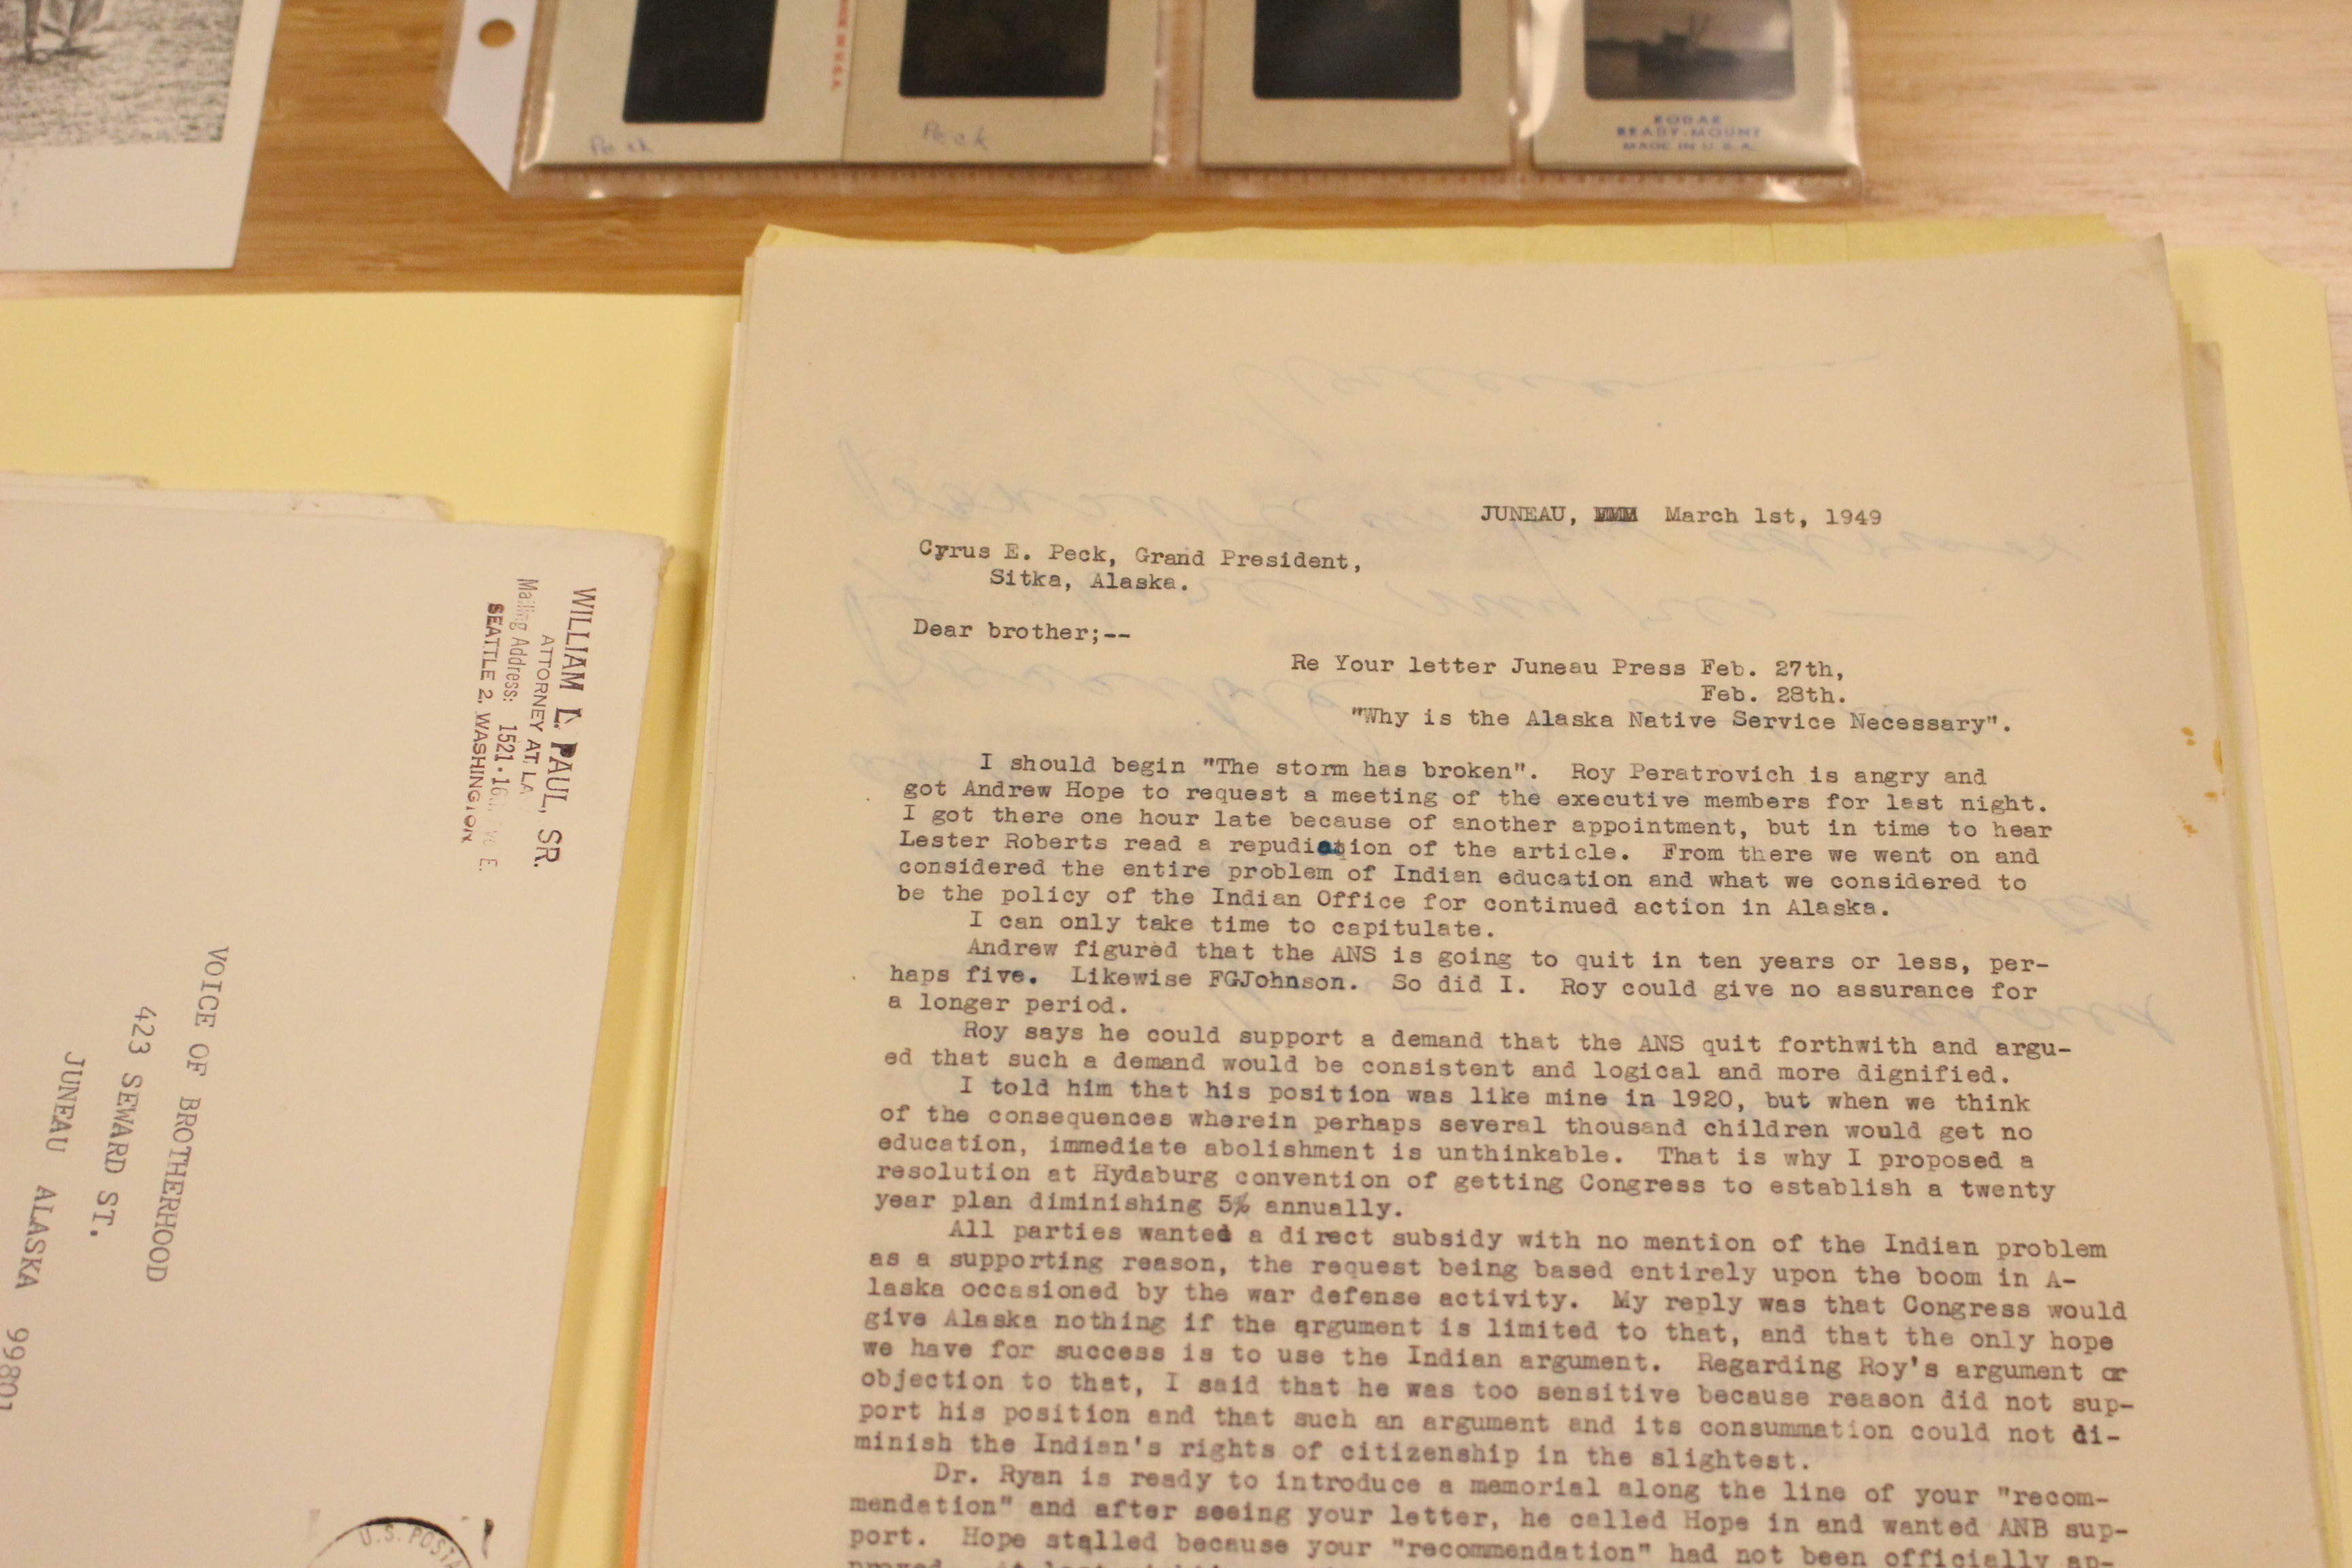 Peck
Peck
KODAK
READY-MOUNT
MADE IN U.S.A.
JUNEAU, March 1st, 1949
Cyrus E. Peck, Grand President,
Sitka, Alaska.
Dear brother;--
Re Your letter Juneau Press Feb. 27th,
Feb. 28th.
"Why is the Alaska Native Service Necessary".
I should begin "The storm has broken". Roy Peratrovich is angry and
got Andrew Hope to request a meeting of the executive members for last night.
I got there one hour late because of another appointment, but in time to hear
Lester Roberts read a repudiation of the article. From there we went on and
considered the entire problem of Indian education and what we considered to
be the policy of the Indian Office for continued action in Alaska.
I can only take time to capitulate.
Andrew figured that the ANS is going to quit in ten years or less, per-
haps five. Likewise FGJohnson. So did I. Roy could give no assurance for
a longer period.
Roy says he could support a demand that the ANS quit forthwith and argu-
ed that such a demand would be consistent and logical and more dignified.
I told him that his position was like mine in 1920, but when we think
of the consequences wherein perhaps several thousand children would get no
education, immediate abolishment is unthinkable. That is why I proposed a
resolution at Hydaburg convention of getting Congress to establish a twenty
year plan diminishing 5% annually.
All parties wanted a direct subsidy with no mention of the Indian problem
as a supporting reason, the request being based entirely upon the boom in A-
laska occasioned by the war defense activity. My reply was that Congress would
give Alaska nothing if the argument is limited to that, and that the only hope
we have for success is to use the Indian argument. Regarding Roy's argument or
objection to that, I said that he was too sensitive because reason did not sup-
port his position and that such an argument and its consummation could not di-
minish the Indian's rights of citizenship in the slightest.
Dr. Ryan is ready to introduce a memorial along the line of your "recom-
mendation" and after seeing your letter, he called Hope in and wanted ANB sup-
port. Hope stalled because your "recommendation" had not been officially ap-
WILLIAM L. PAUL, SR.
ATTORNEY AT LA
Mailing Address: 1521-16 E.
SEATTLE 2, WASHINGTON
VOICE OF BROTHERHOOD
423 SEWARD ST.
JUNEAU ALASKA 99801
U.S. POSTA